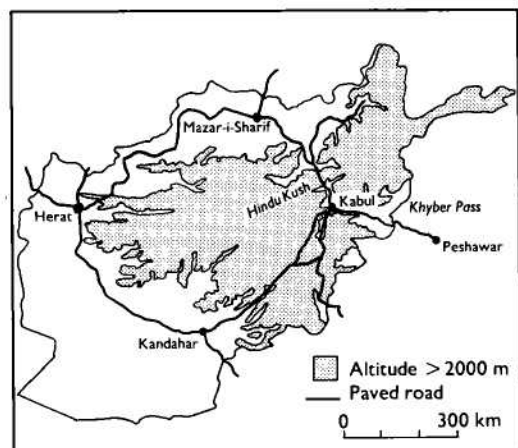 Mazar-i-Sharif
Hindu Kush
Kabul
Khyber Pass
Herat
Peshawar
Kandahar
Altitude > 2000 m
Paved road
0 300 km